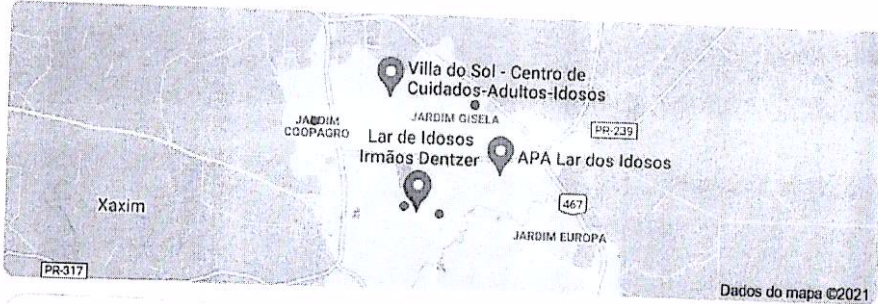 Villa do Sol - Centro de
Cuidados-Adultos-Idosos
JARDIM
COOPAGRO
JARDIM GISELA
PR-239
Lar de Idosos
Irmãos Dentzer
APA Lar dos Idosos
Xaxim
467
JARDIM EUROPA
PR-317
Dados do mapa ©2021